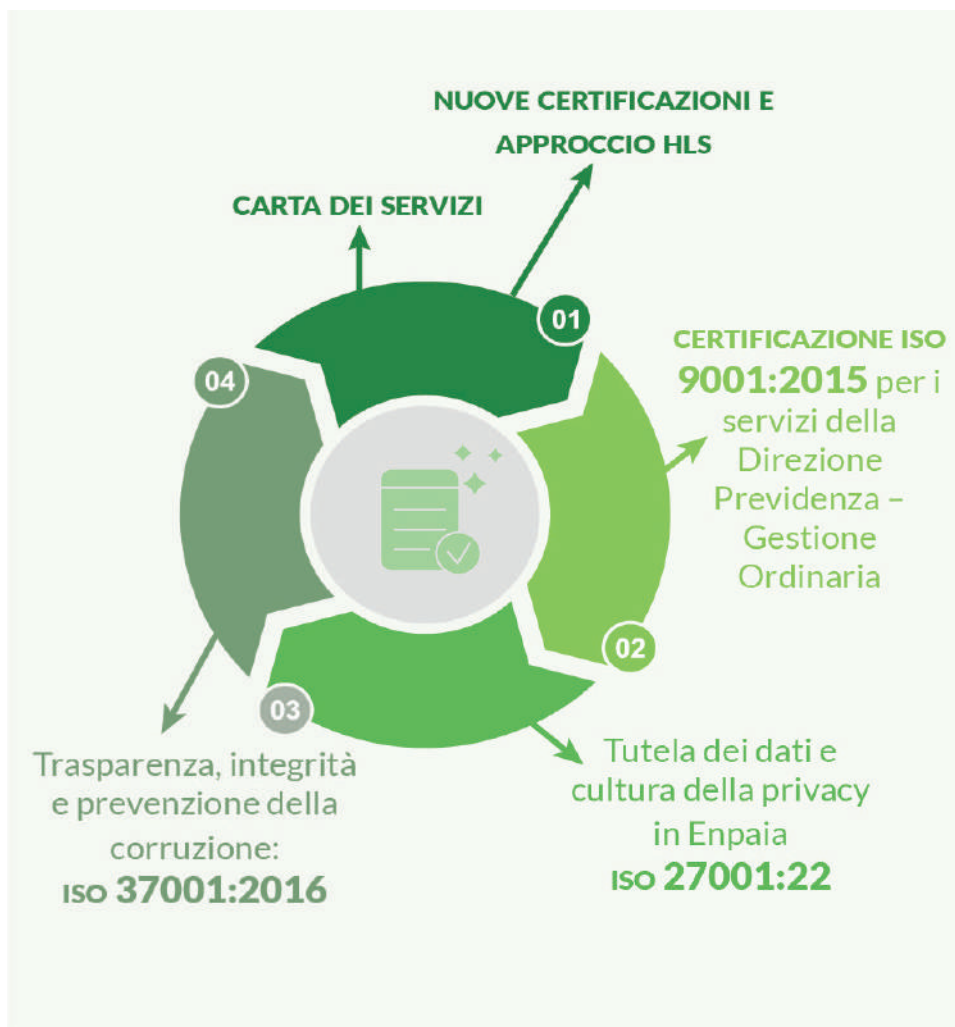 NUOVE CERTIFICAZIONI E
APPROCCIO HLS
CARTA DEI SERVIZI
01
CERTIFICAZIONE ISO
9001:2015 per i
servizi della
Direzione
Previdenza –
Gestione
Ordinaria
02
Tutela dei dati e
cultura della privacy
in Enpaia
ISO 27001:22
03
Trasparenza, integrità
e prevenzione della
corruzione:
ISO 37001:2016
04